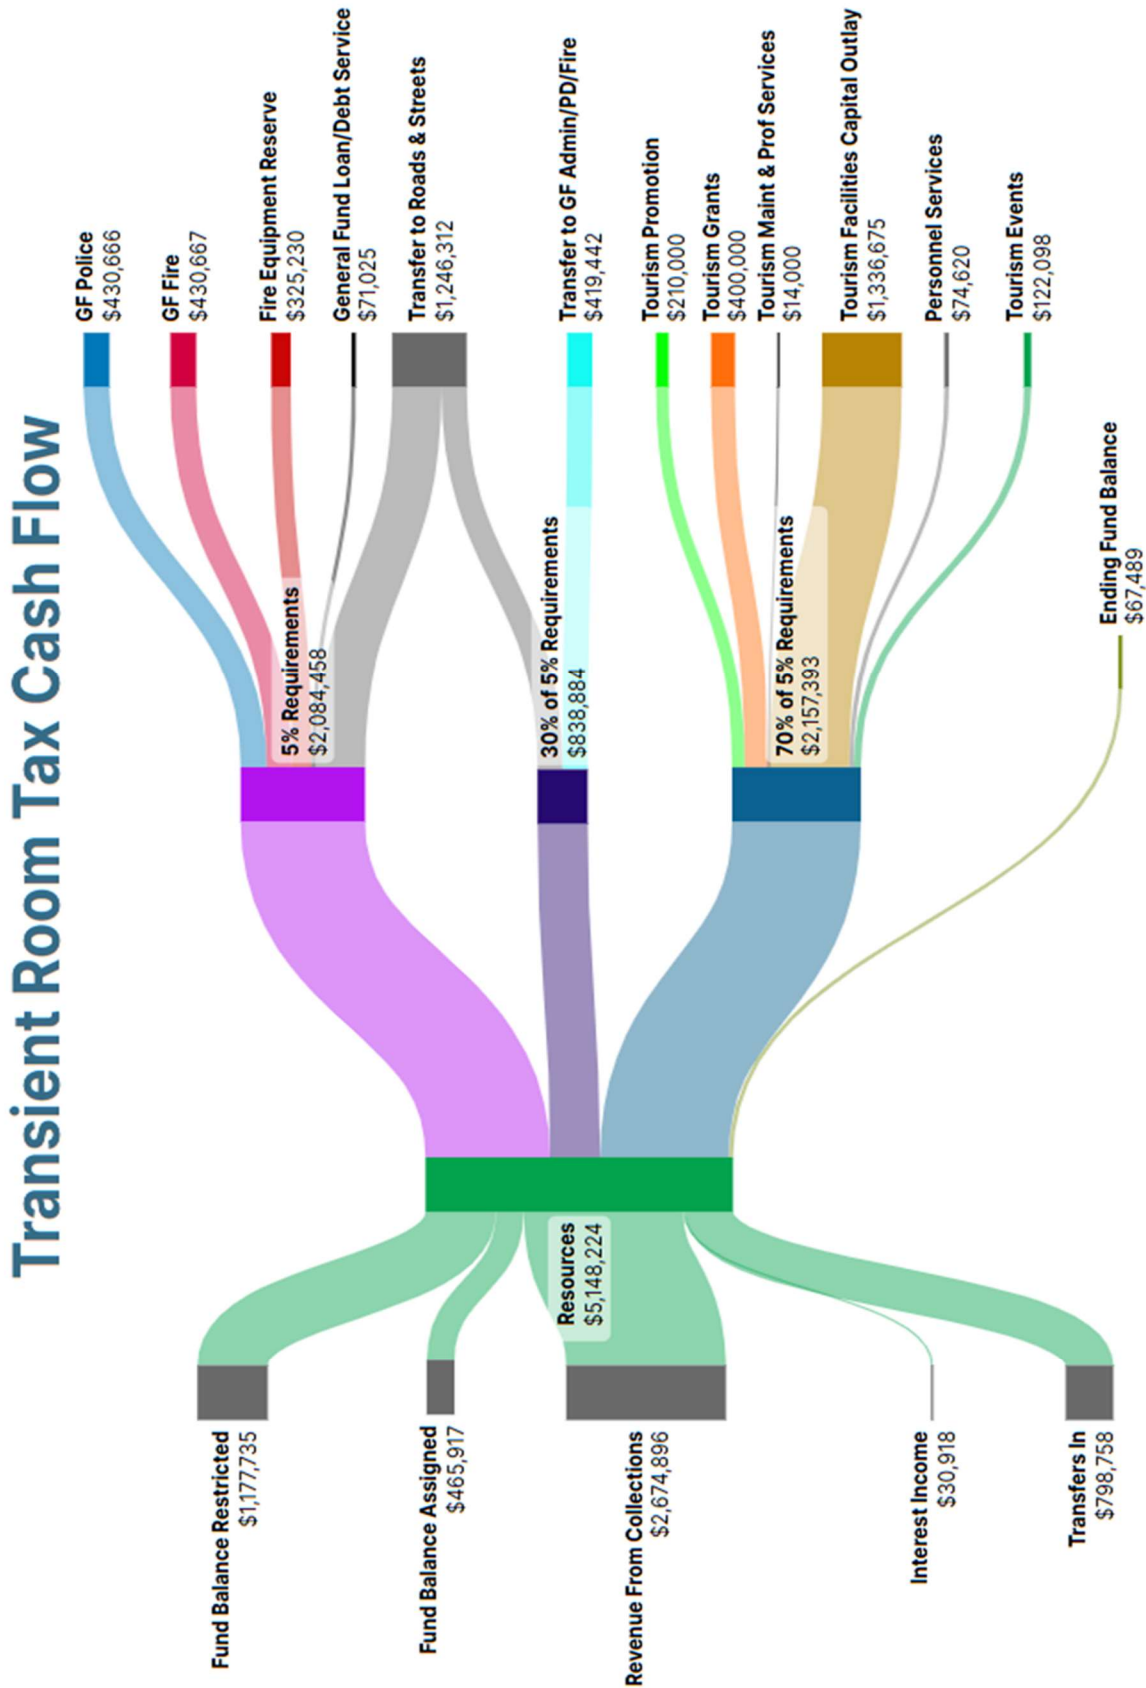 Transient Room Tax Cash Flow
Fund Balance Restricted
$1,177,735
Fund Balance Assigned
$465,917
Revenue From Collections
$2,674,896
Interest Income
$30,918
Transfers In
$798,758
Resources
$5,148,224
5% Requirements
$2,084,458
30% of 5% Requirements
$838,884
70% of 5% Requirements
$2,157,393
Ending Fund Balance
$67,489
GF Police
$430,666
GF Fire
$430,667
Fire Equipment Reserve
$325,230
General Fund Loan/Debt Service
$71,025
Transfer to Roads & Streets
$1,246,312
Transfer to GF Admin/PD/Fire
$419,442
Tourism Promotion
$210,000
Tourism Grants
$400,000
Tourism Maint & Prof Services
$14,000
Tourism Facilities Capital Outlay
$1,336,675
Personnel Services
$74,620
Tourism Events
$122,098